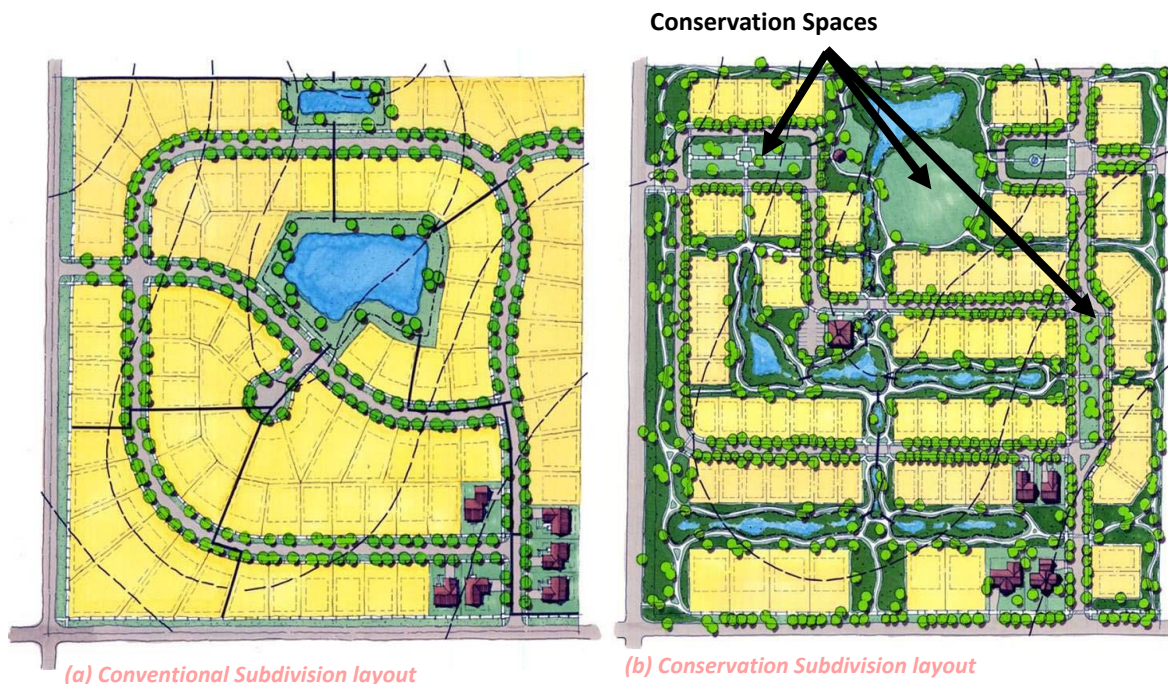 Conservation Spaces
(a) Conventional Subdivision layout
(b) Conservation Subdivision layout